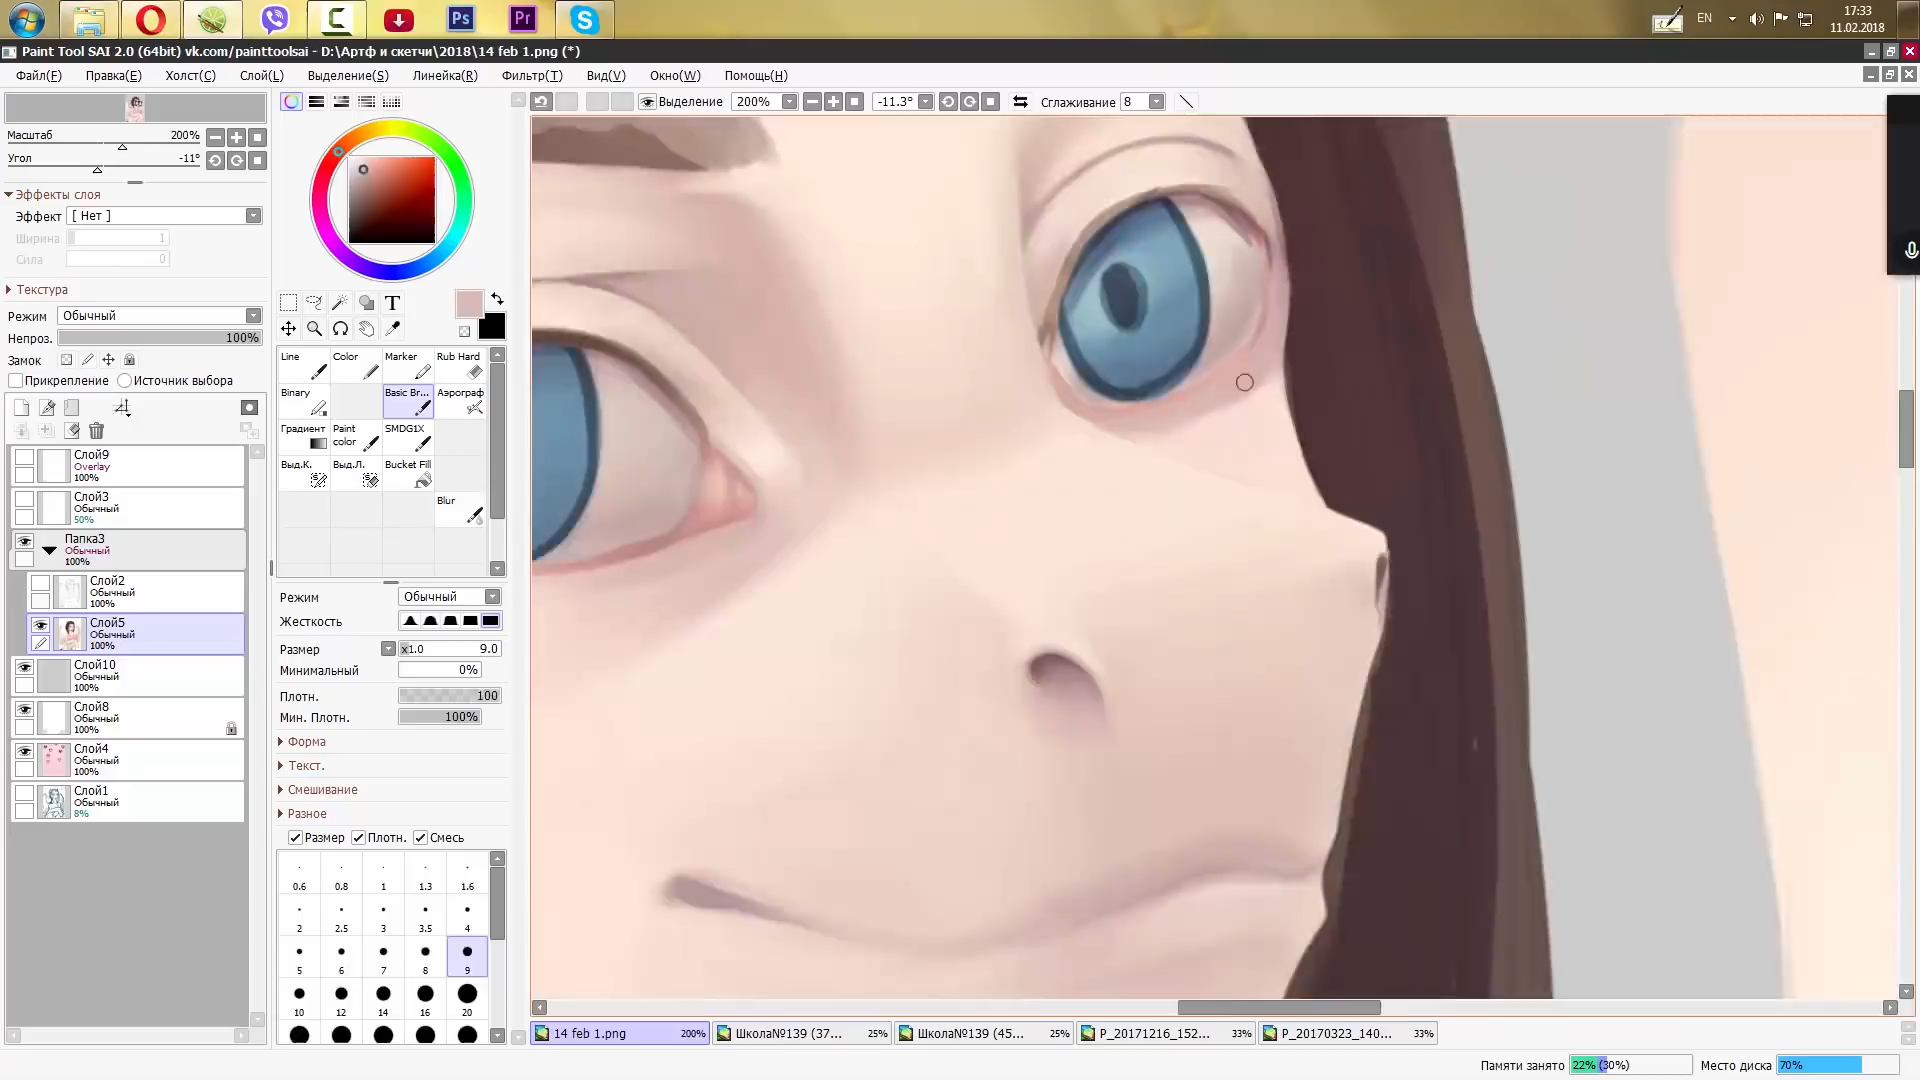 Ps
Pr
EN
17:33
11.02.2018
Paint Tool SAI 2.0 (64bit) vk.com/painttoolsai - D:\Артф и скетчи\2018\14 feb 1.png (*)
Файл(F) Правка(E) Холст(C) Слой(L) Выделение(S) Линейка(R) Фильтр(T) Вид(V) Окно(W) Помощь(H)
Выделение 200% -11.3° Сглаживание 8
Масштаб 200%
Угол -11°
Эффекты слоя
Эффект [ Нет ]
Ширина 1
Сила 0
Текстура
Режим Обычный
Непроз. 100%
Замок
Прикрепление Источник выбора
Слой9
Overlay
100%
Слой3
Обычный
50%
Папка3
Обычный
100%
Слой2
Обычный
100%
Слой5
Обычный
100%
Слой10
Обычный
100%
Слой8
Обычный
100%
Слой4
Обычный
100%
Слой1
Обычный
8%
T
Line Color Marker Rub Hard
Binary Basic Br... Аэрограф
Градиент Paint color SMDG1X
Выд.К. Выд.Л. Bucket Fill
Blur
Режим Обычный
Жесткость
Размер x1.0 9.0
Минимальный 0%
Плотн. 100
Мин. Плотн. 100%
Форма
Текст.
Смешивание
Разное
Размер Плотн. Смесь
0.6 0.8 1 1.3 1.6
2 2.5 3 3.5 4
5 6 7 8 9
10 12 14 16 20
14 feb 1.png 200% Школа№139 (37... 25% Школа№139 (45... 25% P_20171216_152... 33% P_20170323_140... 33%
Памяти занято 22% (30%) Место диска 70%